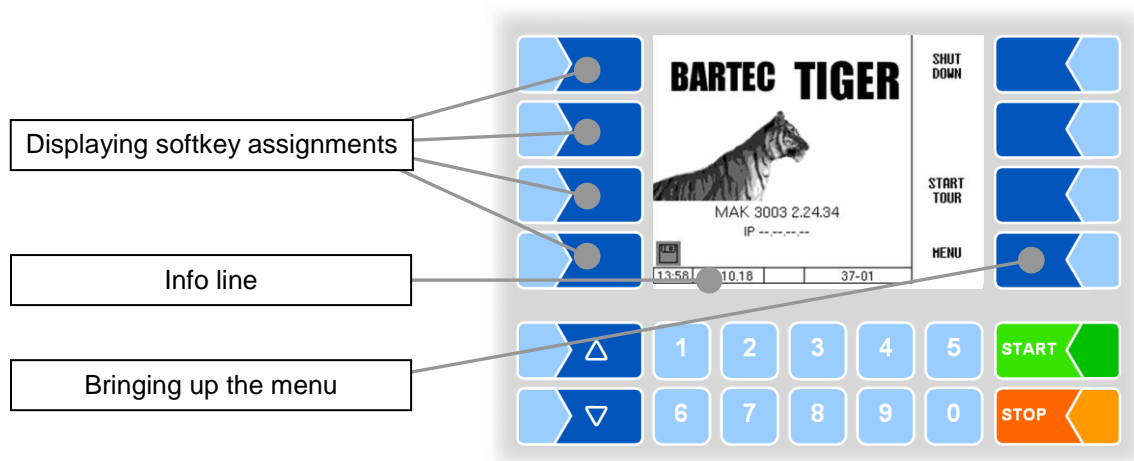 Displaying softkey assignments
Info line
Bringing up the menu
BARTEC TIGER
MAK 3003 2.24.34
IP --.--.--.--
13:58 10.18 37-01
SHUT
DOWN
START
TOUR
MENU
1 2 3 4 5 START
6 7 8 9 0 STOP